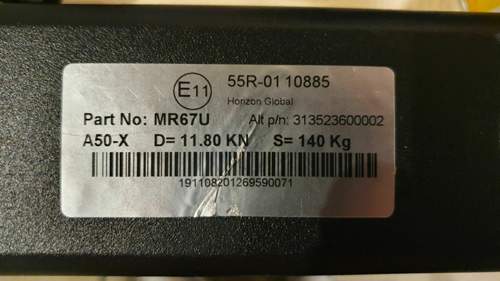 E11 55R-01 10885
Horizon Global
Part No: MR67U Alt p/n: 313523600002
A50-X D= 11.80 KN S= 140 Kg
191108201269590071